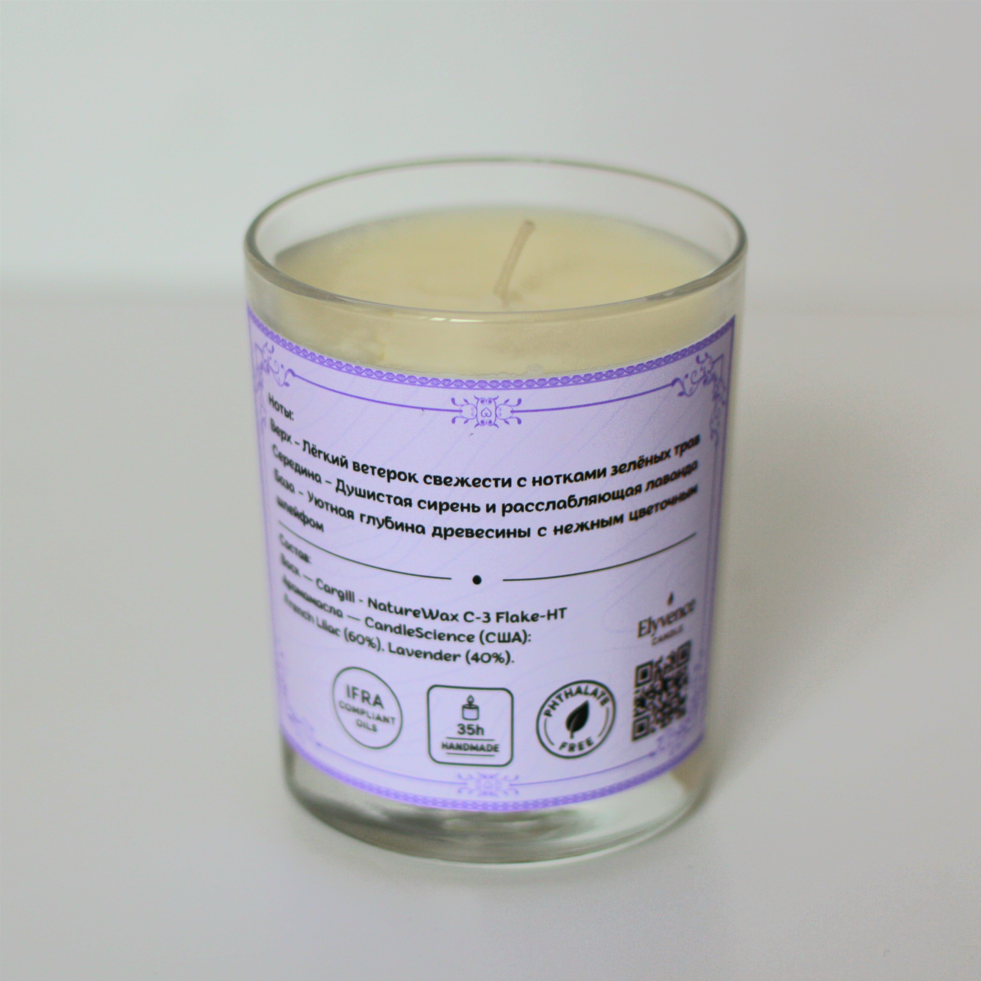 Ноты:
Верх – Лёгкий ветерок свежести с нотками зелёных трав
Середина – Душистая сирень и расслабляющая лаванда
База – Уютная глубина древесины с нежным цветочным
шлейфом
Состав:
Воск — Cargill - NatureWax C-3 Flake-HT
Аромамасло — CandleScience (США):
French Lilac (60%), Lavender (40%).
Elyvence
CANDLE
IFRA
COMPLIANT
OILS
35h
HANDMADE
PHTHALATE
FREE